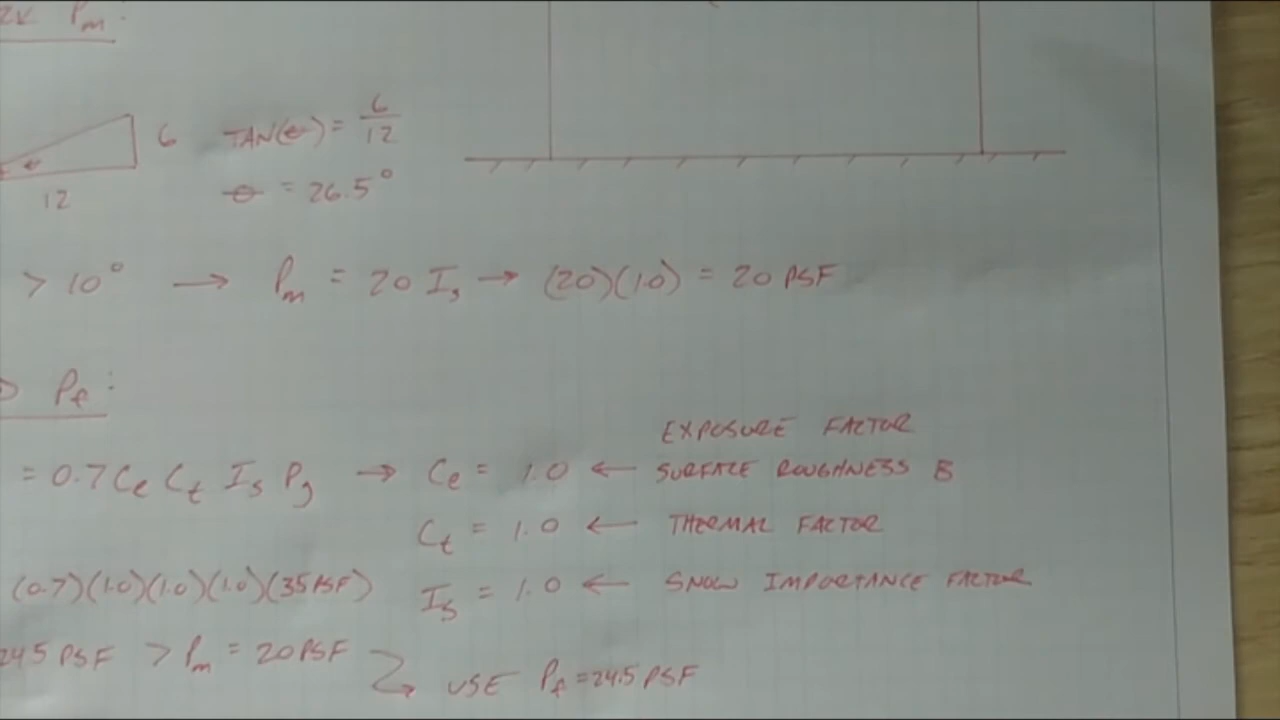 Pm:
6
TAN(θ) = 6/12
12
θ = 26.5°
> 10° → Pm = 20 Is → (20)(1.0) = 20 PSF
Pf:
EXPOSURE FACTOR
= 0.7 Ce Ct Is Pg → Ce = 1.0 ← SURFACE ROUGHNESS B
Ct = 1.0 ← THERMAL FACTOR
(0.7)(1.0)(1.0)(1.0)(35 PSF)
Is = 1.0 ← SNOW IMPORTANCE FACTOR
24.5 PSF > Pm = 20 PSF
USE Pf = 24.5 PSF